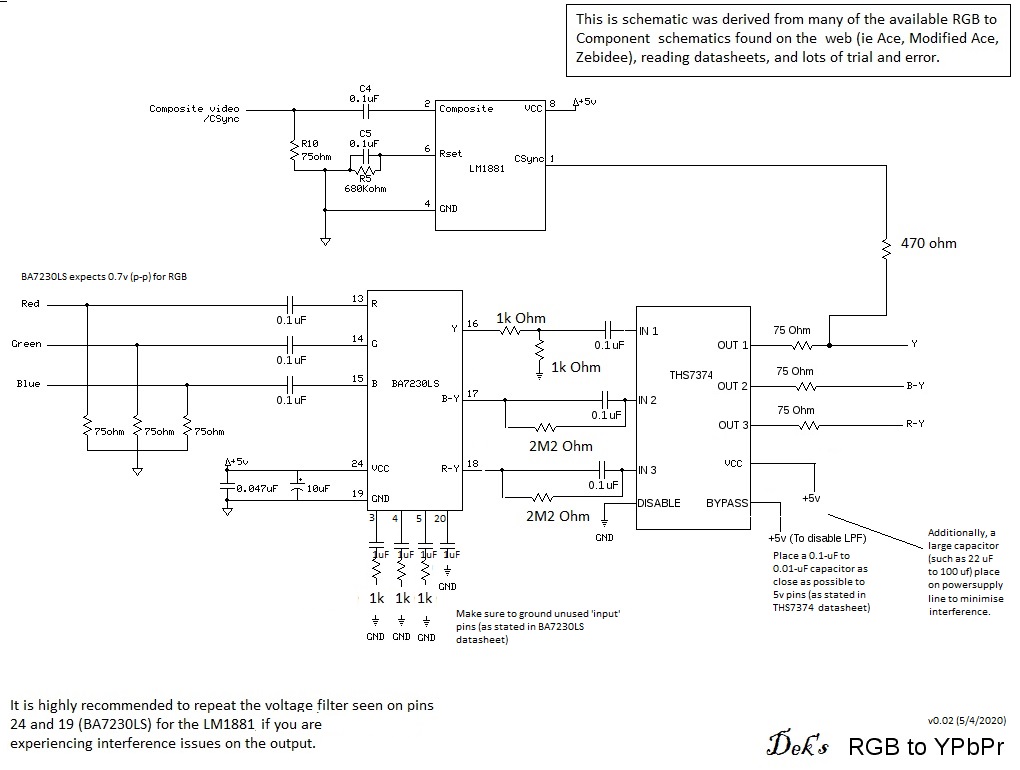 This is schematic was derived from many of the available RGB to
Component schematics found on the web (ie Ace, Modified Ace,
Zebidee), reading datasheets, and lots of trial and error.
C4
0.1uF
Composite video
/CSync
2
Composite
VCC
8
+5v
R10
75ohm
C5
0.1uF
6
Rset
CSync
1
LM1881
R5
680Kohm
4
GND
470 ohm
BA7230LS expects 0.7v (p-p) for RGB
Red
0.1 uF
13
R
Green
0.1 uF
14
G
Blue
0.1 uF
15
B
BA7230LS
75ohm
75ohm
75ohm
Y
16
1k Ohm
1k Ohm
0.1 uF
IN 1
B-Y
17
0.1 uF
IN 2
2M2 Ohm
R-Y
18
0.1 uF
IN 3
2M2 Ohm
THS7374
OUT 1
75 Ohm
Y
OUT 2
75 Ohm
B-Y
OUT 3
75 Ohm
R-Y
VCC
+5v
DISABLE
GND
BYPASS
+5v (To disable LPF)
Place a 0.1-uF to
0.01-uF capacitor as
close as possible to
5v pins (as stated in
THS7374 datasheet)
Additionally, a
large capacitor
(such as 22 uF
to 100 uf) place
on powersupply
line to minimise
interference.
+5v
0.047uF
10uF
24
VCC
19
GND
3
4
5
20
1uF
1uF
1uF
1uF
GND
1k
1k
1k
GND
GND
GND
Make sure to ground unused 'input'
pins (as stated in BA7230LS
datasheet)
It is highly recommended to repeat the voltage filter seen on pins
24 and 19 (BA7230LS) for the LM1881 if you are
experiencing interference issues on the output.
v0.02 (5/4/2020)
Dek's RGB to YPbPr